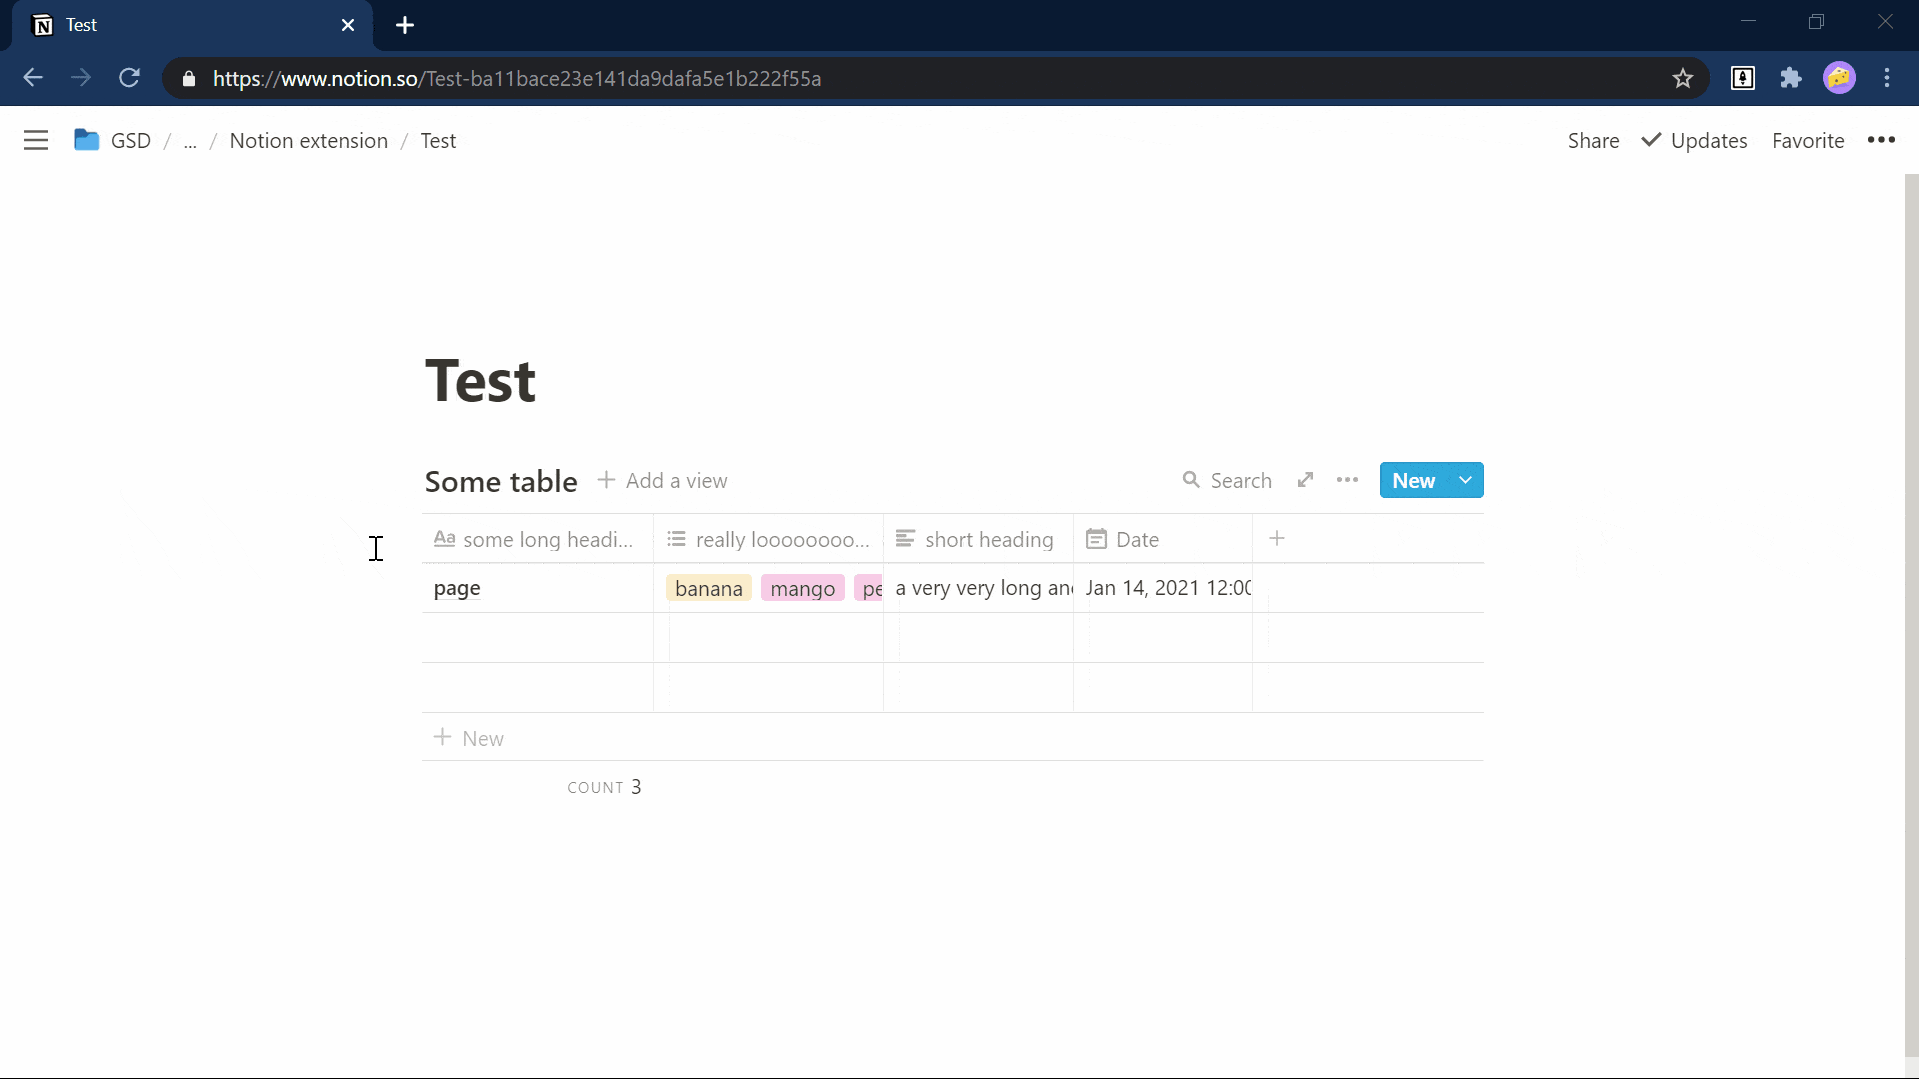 Test
https://www.notion.so/Test-ba11bace23e141da9dafa5e1b222f55a
GSD / ... / Notion extension / Test
Share Updates Favorite
Test
Some table + Add a view Search New
Aa some long headi... really loooooooo... short heading Date +
page banana mango pe a very very long an Jan 14, 2021 12:00
+ New
COUNT 3